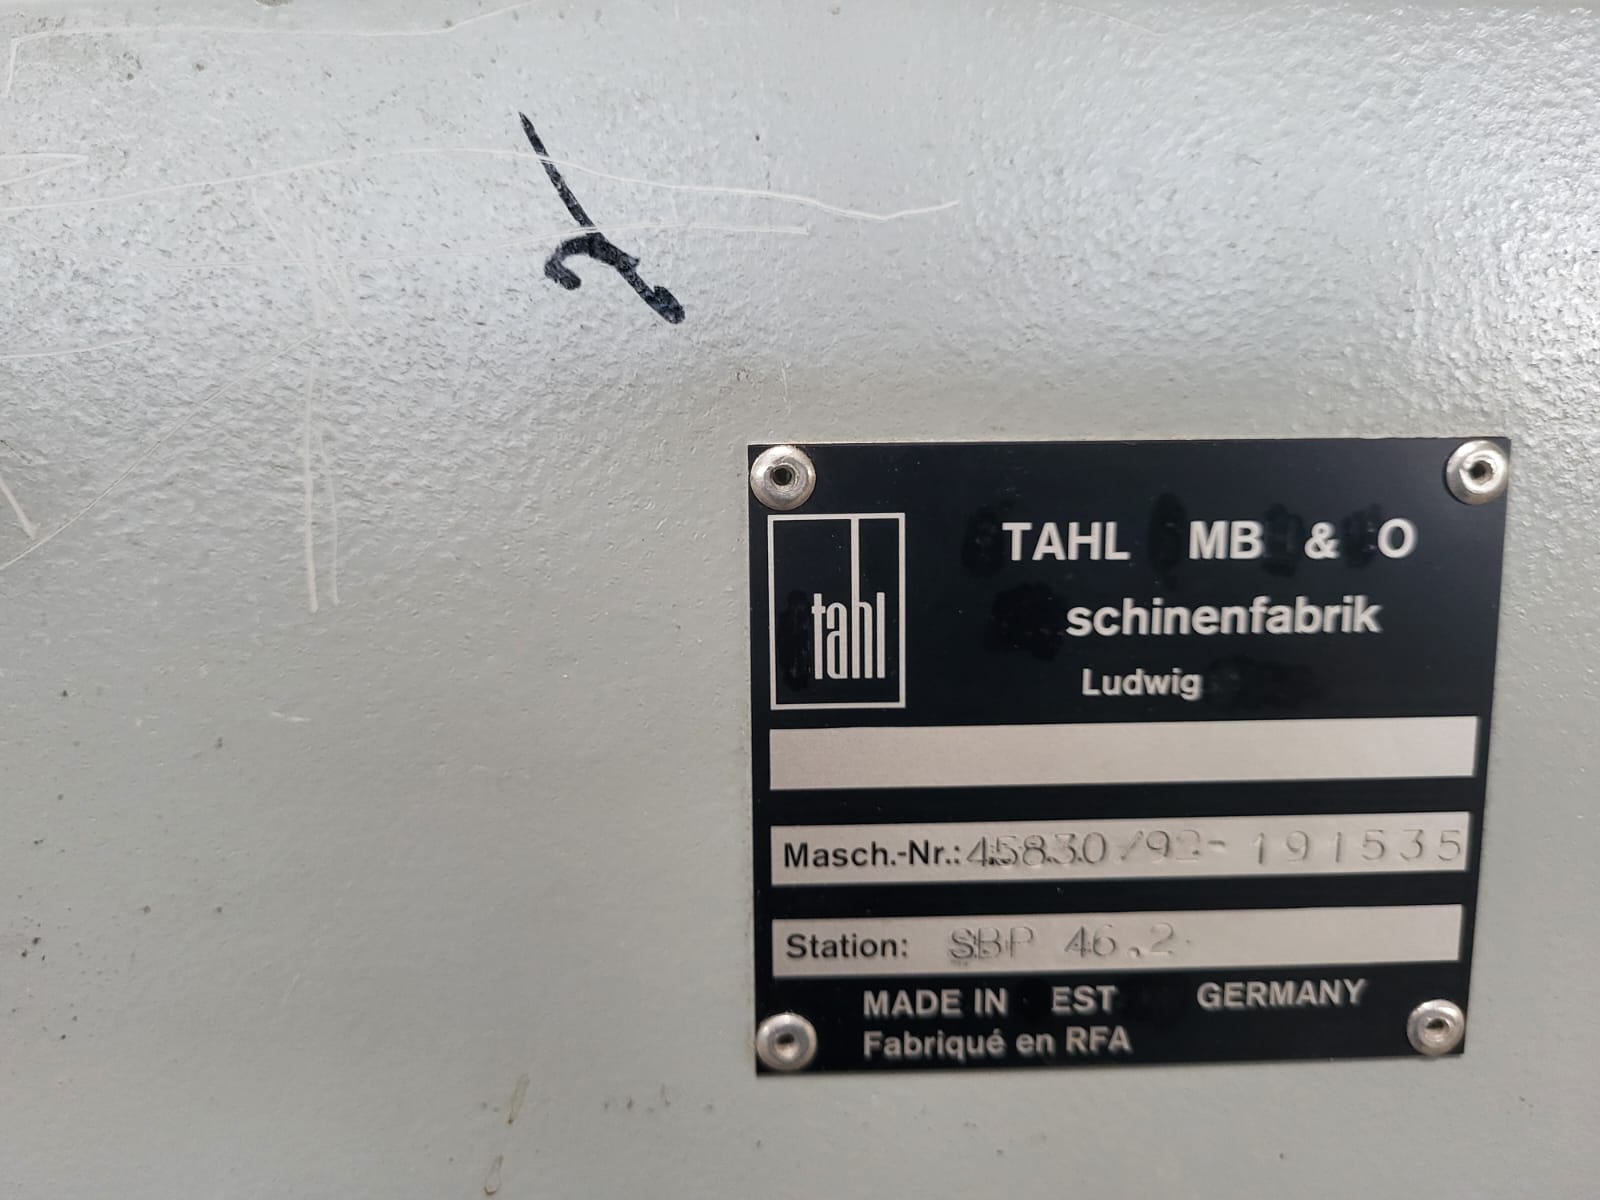 tahl
TAHL MB & O
schinenfabrik
Ludwig
Masch.-Nr.: 45830/92- 191535
Station: SBP 46.2
MADE IN EST GERMANY
Fabriqué en RFA